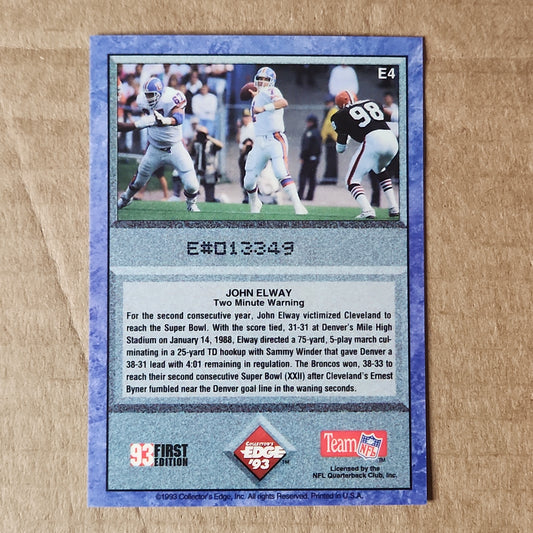 E4
98
E#013349
JOHN ELWAY
Two Minute Warning
For the second consecutive year, John Elway victimized Cleveland to
reach the Super Bowl. With the score tied, 31-31 at Denver's Mile High
Stadium on January 14, 1988, Elway directed a 75-yard, 5-play march cul-
minating in a 25-yard TD hookup with Sammy Winder that gave Denver a
38-31 lead with 4:01 remaining in regulation. The Broncos won, 38-33 to
reach their second consecutive Super Bowl (XXII) after Cleveland's Ernest
Byner fumbled near the Denver goal line in the waning seconds.
93 FIRST
EDITION
COLLECTOR'S
EDGE
'93 TM
Team NFL TM
Licensed by the
NFL Quarterback Club, Inc.
©1993 Collector's Edge, Inc. All rights Reserved. Printed in U.S.A.